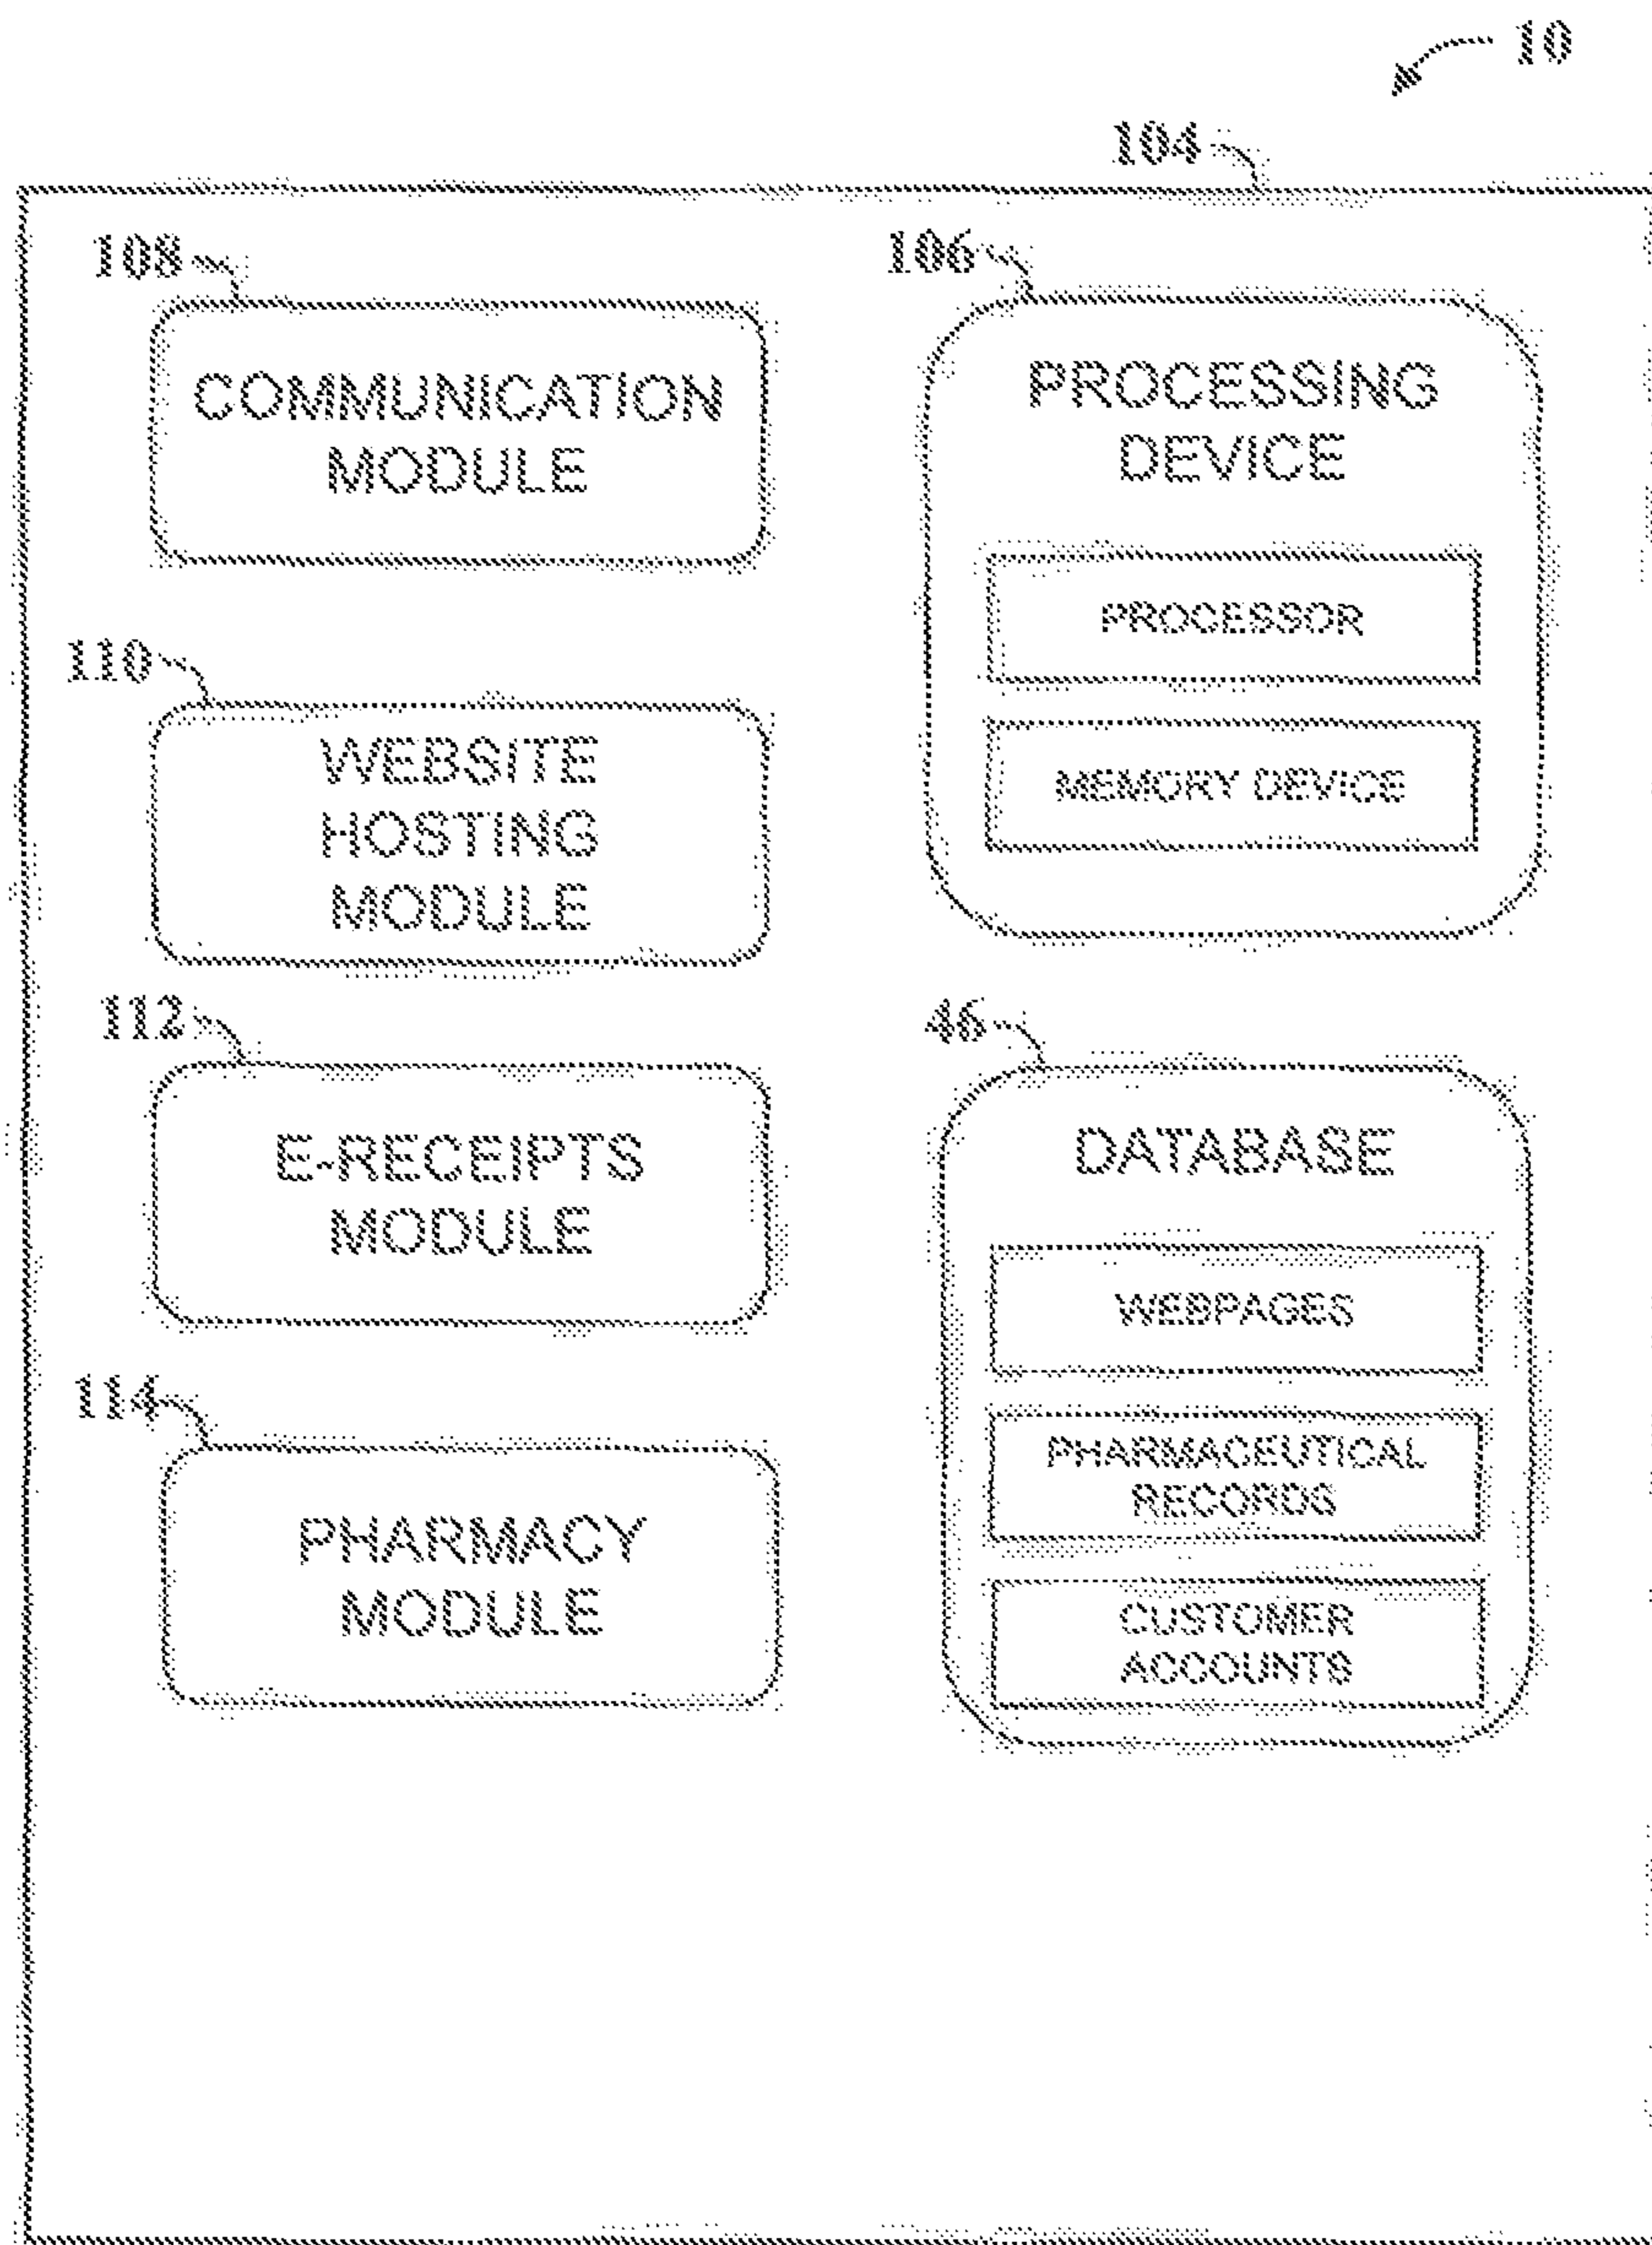 10
104
108
COMMUNICATION
MODULE
110
WEBSITE
HOSTING
MODULE
112
E-RECEIPTS
MODULE
114
PHARMACY
MODULE
106
PROCESSING
DEVICE
PROCESSOR
MEMORY DEVICE
46
DATABASE
WEBPAGES
PHARMACEUTICAL
RECORDS
CUSTOMER
ACCOUNTS